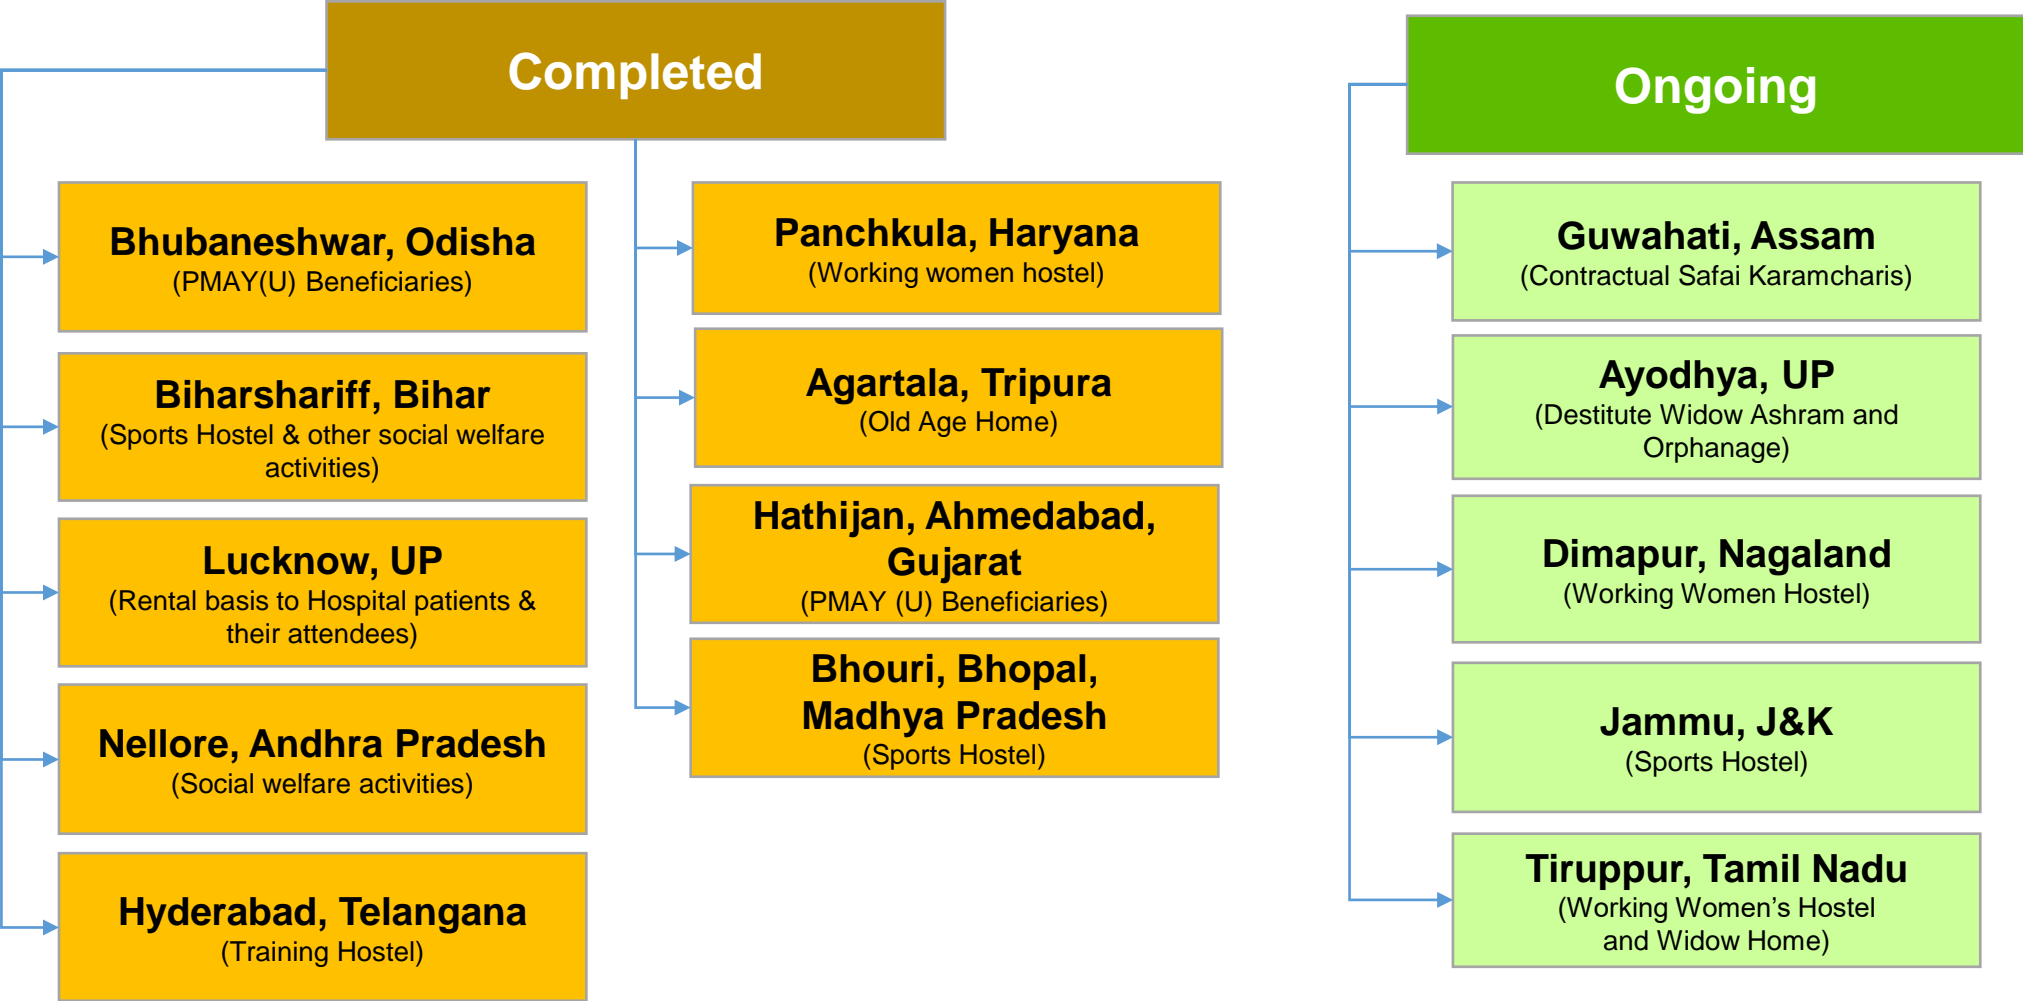 Completed
Bhubaneshwar, Odisha
(PMAY(U) Beneficiaries)
Biharshariff, Bihar
(Sports Hostel & other social welfare
activities)
Lucknow, UP
(Rental basis to Hospital patients &
their attendees)
Nellore, Andhra Pradesh
(Social welfare activities)
Hyderabad, Telangana
(Training Hostel)
Panchkula, Haryana
(Working women hostel)
Agartala, Tripura
(Old Age Home)
Hathijan, Ahmedabad,
Gujarat
(PMAY (U) Beneficiaries)
Bhouri, Bhopal,
Madhya Pradesh
(Sports Hostel)
Ongoing
Guwahati, Assam
(Contractual Safai Karamcharis)
Ayodhya, UP
(Destitute Widow Ashram and
Orphanage)
Dimapur, Nagaland
(Working Women Hostel)
Jammu, J&K
(Sports Hostel)
Tiruppur, Tamil Nadu
(Working Women’s Hostel
and Widow Home)